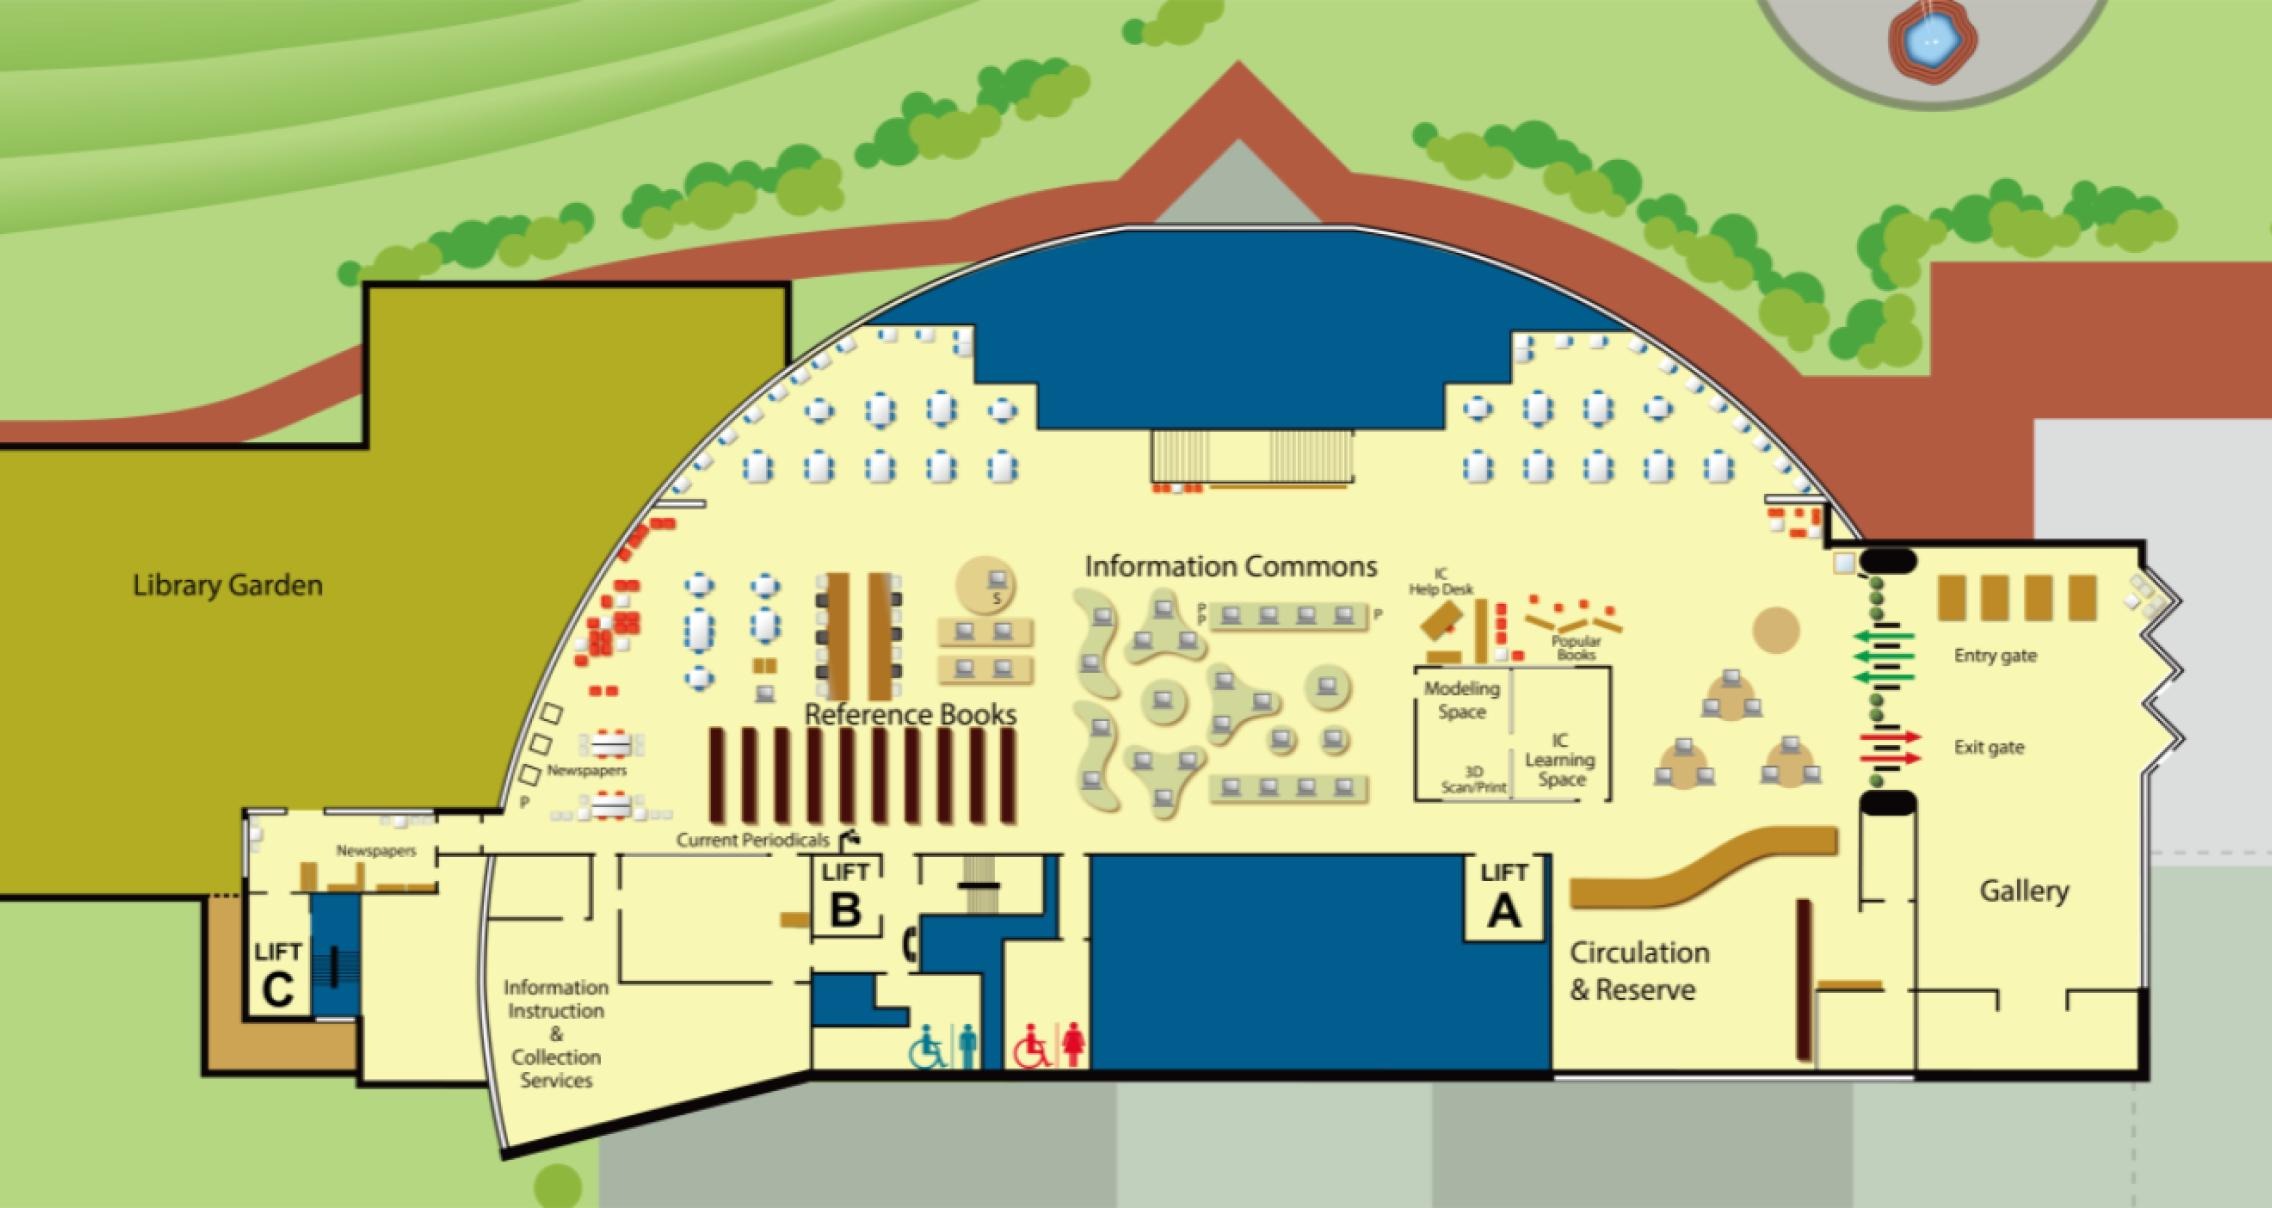 Information Commons
IC
Help Desk
Popular
Books
Library Garden
S
P
P
P
Entry gate
Modeling
Space
Reference Books
IC
Learning
Space
3D
Scan/Print
Exit gate
Newspapers
P
Current Periodicals
Newspapers
LIFT
B
LIFT
A
Gallery
LIFT
C
Circulation
& Reserve
Information
Instruction
&
Collection
Services